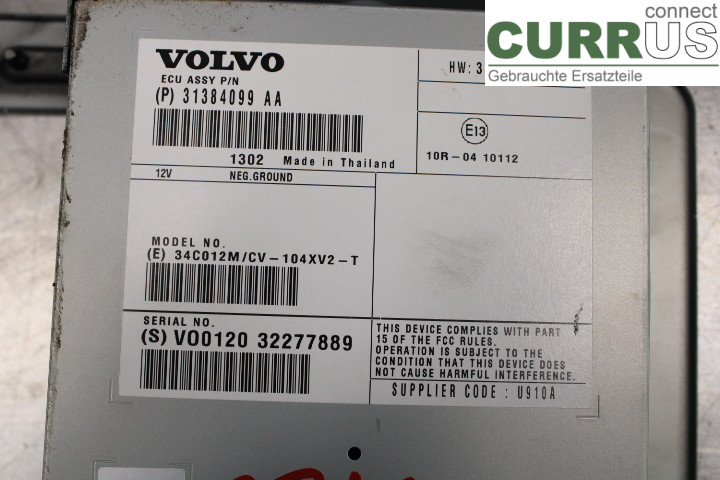 connect
CURRUS
Gebrauchte Ersatzteile
VOLVO
ECU ASSY P/N
(P) 31384099 AA
HW: 3
E13
1302 Made in Thailand
10R-04 10112
12V NEG.GROUND
MODEL NO.
(E) 34C012M/CV-104XV2-T
SERIAL NO.
(S) VO0120 32277889
THIS DEVICE COMPLIES WITH PART
15 OF THE FCC RULES.
OPERATION IS SUBJECT TO THE
CONDITION THAT THIS DEVICE DOES
NOT CAUSE HARMFUL INTERFERENCE.
SUPPLIER CODE : U910A